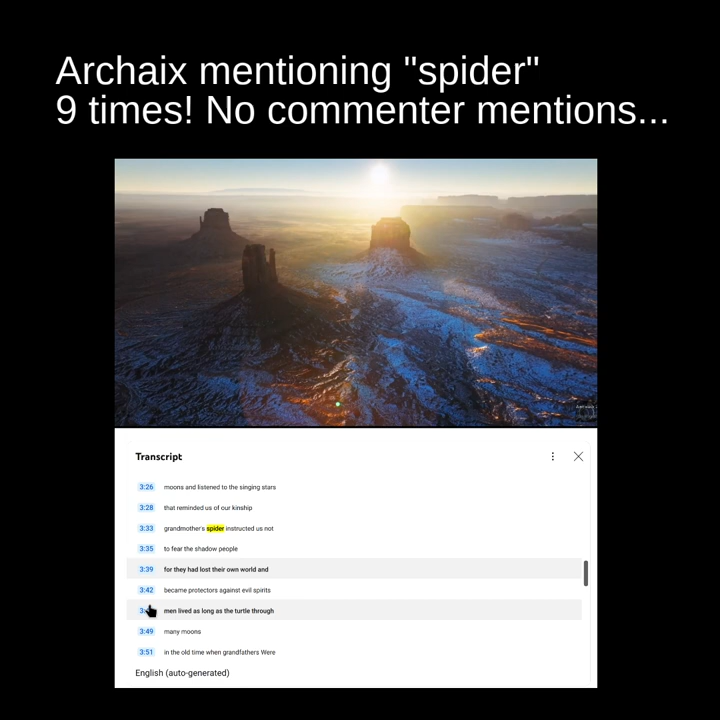 Archaix mentioning "spider"
9 times! No commenter mentions...
Transcript
3:26 moons and listened to the singing stars
3:28 that reminded us of our kinship
3:33 grandmother's spider instructed us not
3:35 to fear the shadow people
3:39 for they had lost their own world and
3:42 became protectors against evil spirits
men lived as long as the turtle through
3:49 many moons
3:51 in the old time when grandfathers Were
English (auto-generated)